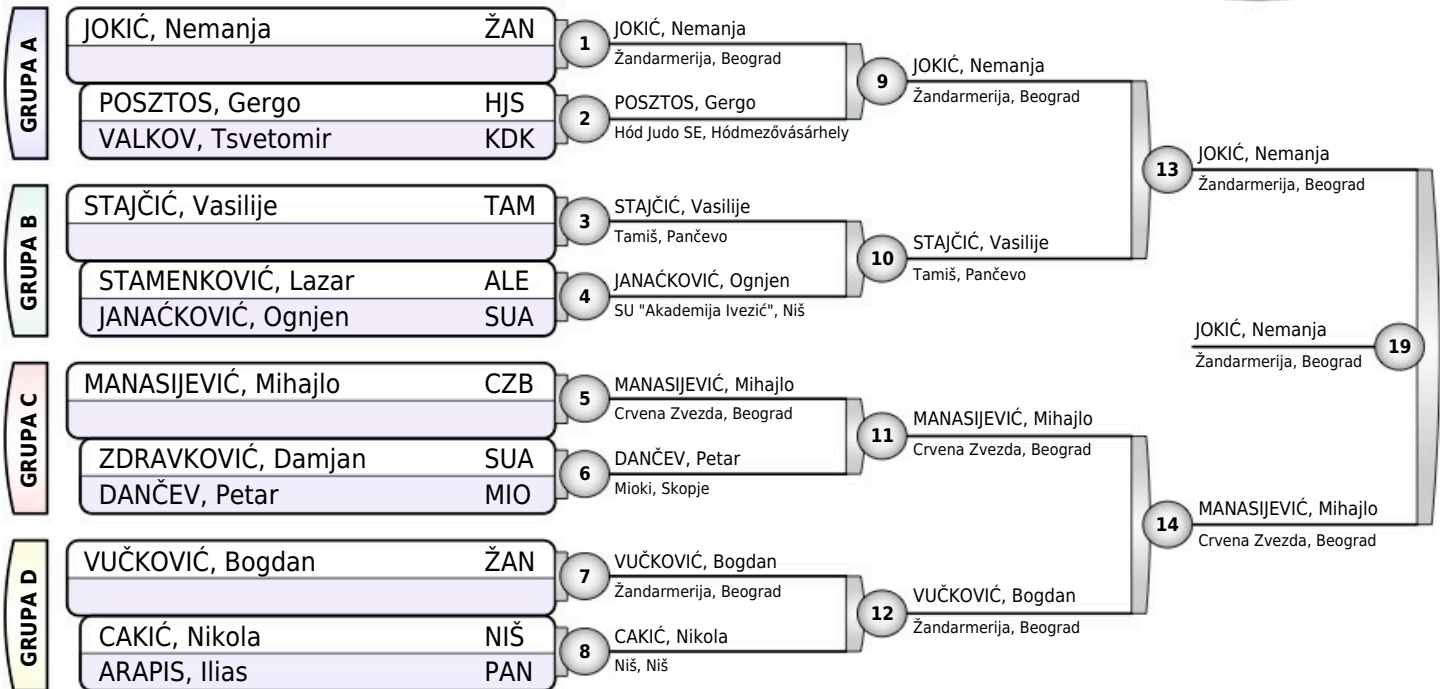 GRUPA A
JOKIĆ, Nemanja ŽAN
POSZTOS, Gergo HJS
VALKOV, Tsvetomir KDK
GRUPA B
STAJČIĆ, Vasilije TAM
STAMENKOVIĆ, Lazar ALE
JANAĆKOVIĆ, Ognjen SUA
GRUPA C
MANASIJEVIĆ, Mihajlo CZB
ZDRAVKOVIĆ, Damjan SUA
DANČEV, Petar MIO
GRUPA D
VUČKOVIĆ, Bogdan ŽAN
CAKIĆ, Nikola NIŠ
ARAPIS, Ilias PAN
1
JOKIĆ, Nemanja
Žandarmerija, Beograd
2
POSZTOS, Gergo
Hód Judo SE, Hódmezővásárhely
3
STAJČIĆ, Vasilije
Tamiš, Pančevo
4
JANAĆKOVIĆ, Ognjen
SU "Akademija Ivezić", Niš
5
MANASIJEVIĆ, Mihajlo
Crvena Zvezda, Beograd
6
DANČEV, Petar
Mioki, Skopje
7
VUČKOVIĆ, Bogdan
Žandarmerija, Beograd
8
CAKIĆ, Nikola
Niš, Niš
9
JOKIĆ, Nemanja
Žandarmerija, Beograd
10
STAJČIĆ, Vasilije
Tamiš, Pančevo
11
MANASIJEVIĆ, Mihajlo
Crvena Zvezda, Beograd
12
VUČKOVIĆ, Bogdan
Žandarmerija, Beograd
13
JOKIĆ, Nemanja
Žandarmerija, Beograd
14
MANASIJEVIĆ, Mihajlo
Crvena Zvezda, Beograd
JOKIĆ, Nemanja
Žandarmerija, Beograd
19